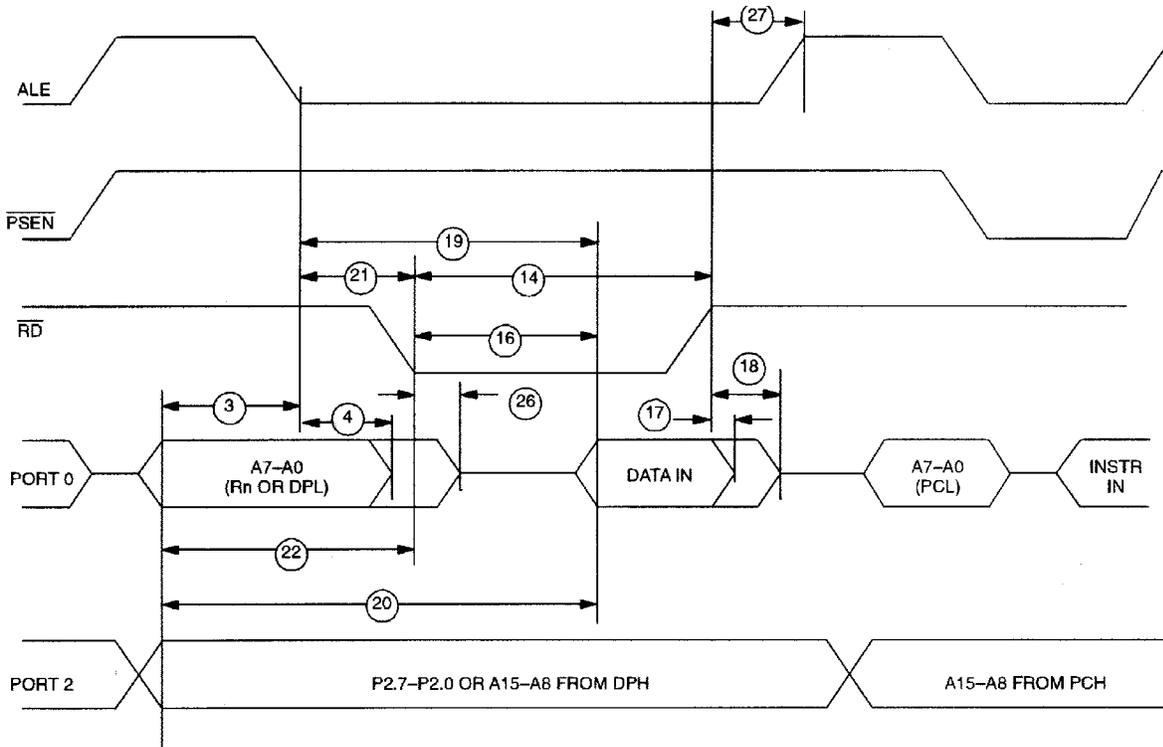 27
ALE
PSEN
19
21
14
RD
16
18
3
4
26
17
PORT 0
A7–A0
(Rn OR DPL)
DATA IN
A7–A0
(PCL)
INSTR
IN
22
20
PORT 2
P2.7–P2.0 OR A15–A8 FROM DPH
A15–A8 FROM PCH